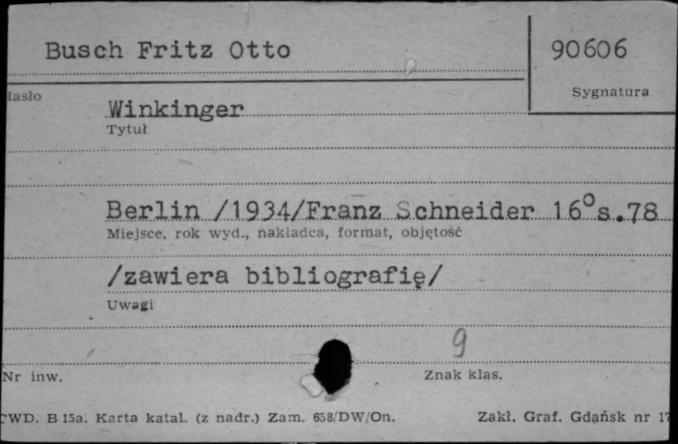 Busch Fritz Otto
90606
Hasło
Sygnatura
Winkinger
Tytuł
Berlin /1934/Franz Schneider 16°s.78
Miejsce, rok wyd., nakładca, format, objętość
/zawiera bibliografię/
Uwagi
9
Nr inw.
Znak klas.
PWD. B 15a. Karta katal. (z nadr.) Zam. 658/DW/On.
Zakł. Graf. Gdańsk nr 17